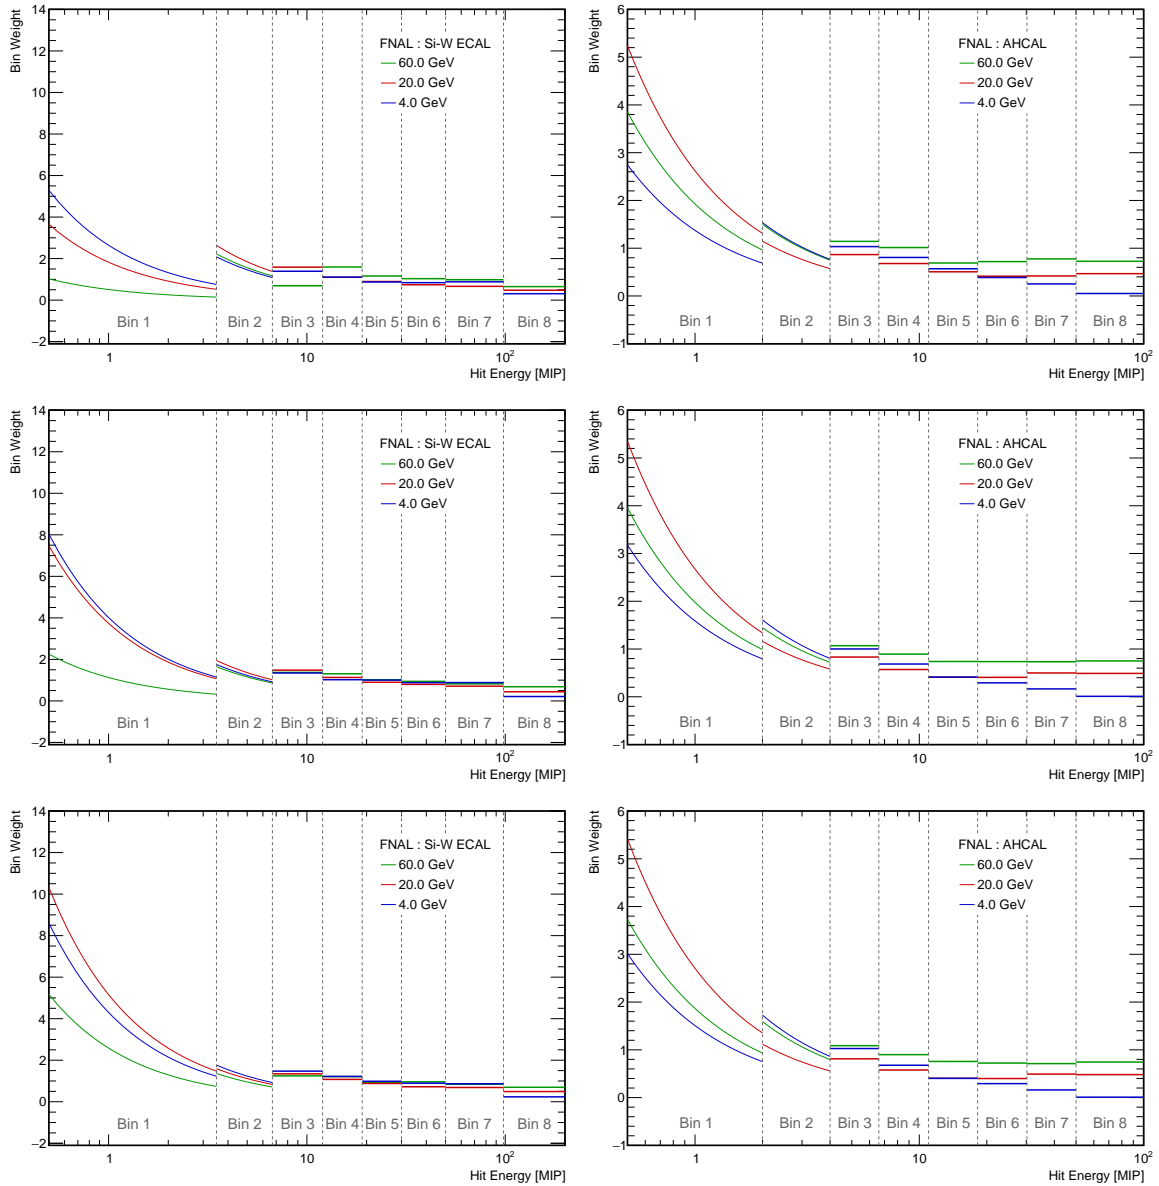 Bin Weight
14
12
10
8
6
4
2
0
−2
FNAL : Si-W ECAL
60.0 GeV
20.0 GeV
4.0 GeV
Bin 1 Bin 2 Bin 3 Bin 4 Bin 5 Bin 6 Bin 7 Bin 8
1 10 10²
Hit Energy [MIP]
Bin Weight
6
5
4
3
2
1
0
−1
FNAL : AHCAL
60.0 GeV
20.0 GeV
4.0 GeV
Bin 1 Bin 2 Bin 3 Bin 4 Bin 5 Bin 6 Bin 7 Bin 8
1 10 10²
Hit Energy [MIP]
Bin Weight
14
12
10
8
6
4
2
0
−2
FNAL : Si-W ECAL
60.0 GeV
20.0 GeV
4.0 GeV
Bin 1 Bin 2 Bin 3 Bin 4 Bin 5 Bin 6 Bin 7 Bin 8
1 10 10²
Hit Energy [MIP]
Bin Weight
6
5
4
3
2
1
0
−1
FNAL : AHCAL
60.0 GeV
20.0 GeV
4.0 GeV
Bin 1 Bin 2 Bin 3 Bin 4 Bin 5 Bin 6 Bin 7 Bin 8
1 10 10²
Hit Energy [MIP]
Bin Weight
14
12
10
8
6
4
2
0
−2
FNAL : Si-W ECAL
60.0 GeV
20.0 GeV
4.0 GeV
Bin 1 Bin 2 Bin 3 Bin 4 Bin 5 Bin 6 Bin 7 Bin 8
1 10 10²
Hit Energy [MIP]
Bin Weight
6
5
4
3
2
1
0
−1
FNAL : AHCAL
60.0 GeV
20.0 GeV
4.0 GeV
Bin 1 Bin 2 Bin 3 Bin 4 Bin 5 Bin 6 Bin 7 Bin 8
1 10 10²
Hit Energy [MIP]